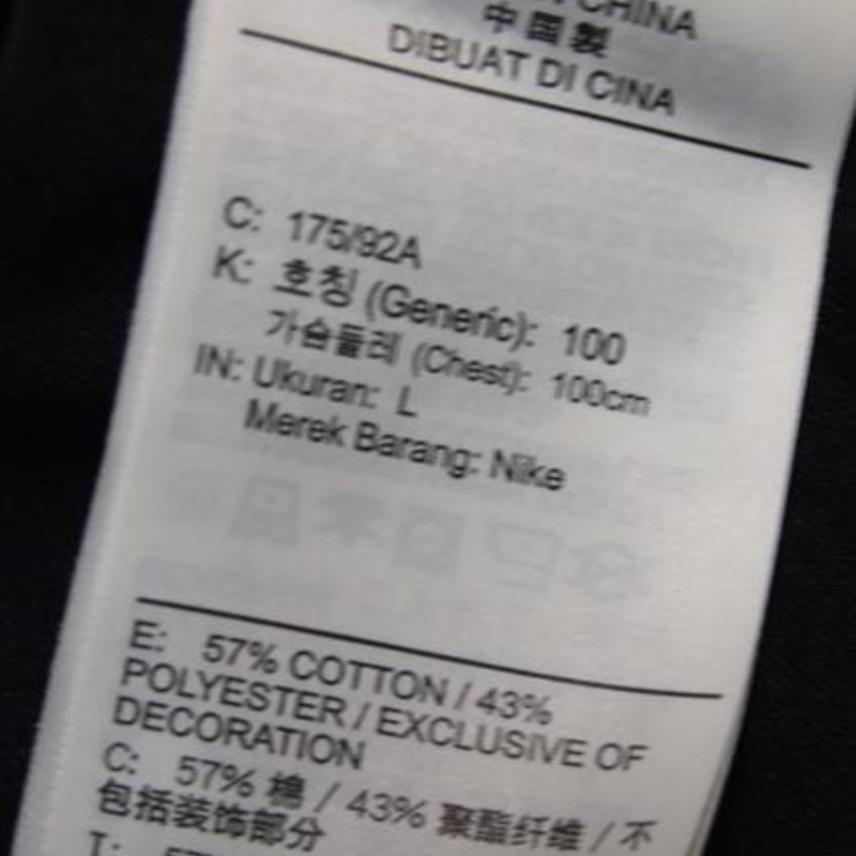 CHINA
中国製
DIBUAT DI CINA
C: 175/92A
K: 호칭 (Generic): 100
가슴둘레 (Chest): 100cm
IN: Ukuran: L
Merek Barang: Nike
E: 57% COTTON / 43%
POLYESTER / EXCLUSIVE OF
DECORATION
C: 57% 棉 / 43% 聚酯纤维 / 不
包括装饰部分